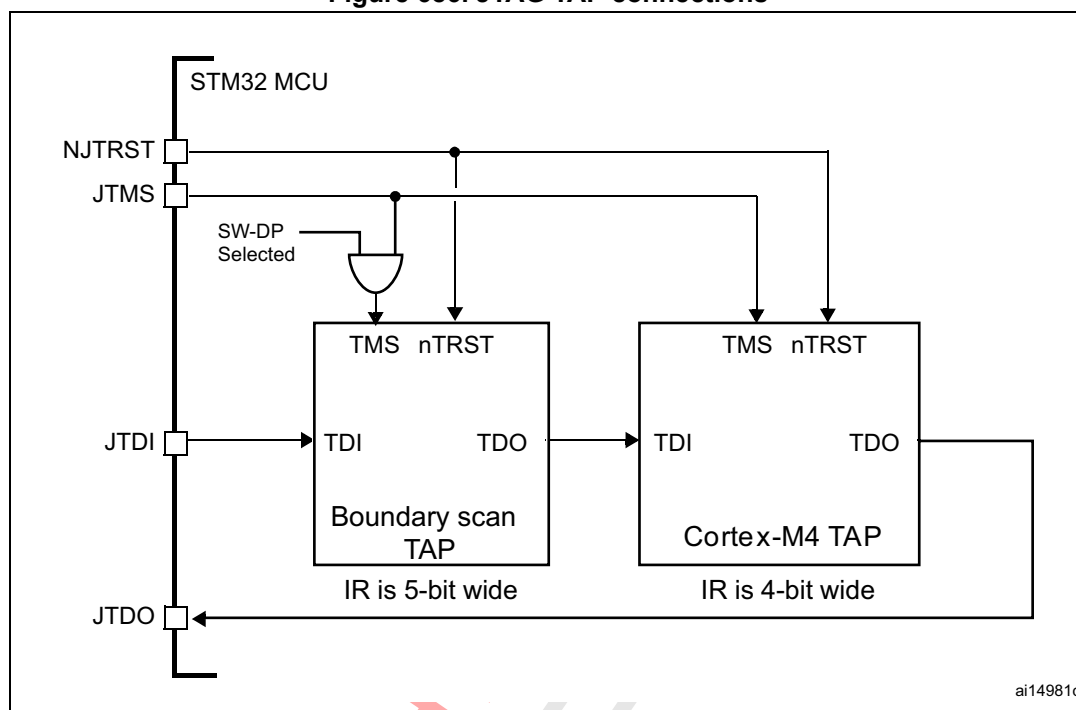 STM32 MCU
NJTRST
JTMS
SW-DP
Selected
TMS nTRST
TMS nTRST
JTDI
TDI
TDO
TDI
TDO
Boundary scan
TAP
Cortex-M4 TAP
IR is 5-bit wide
IR is 4-bit wide
JTDO